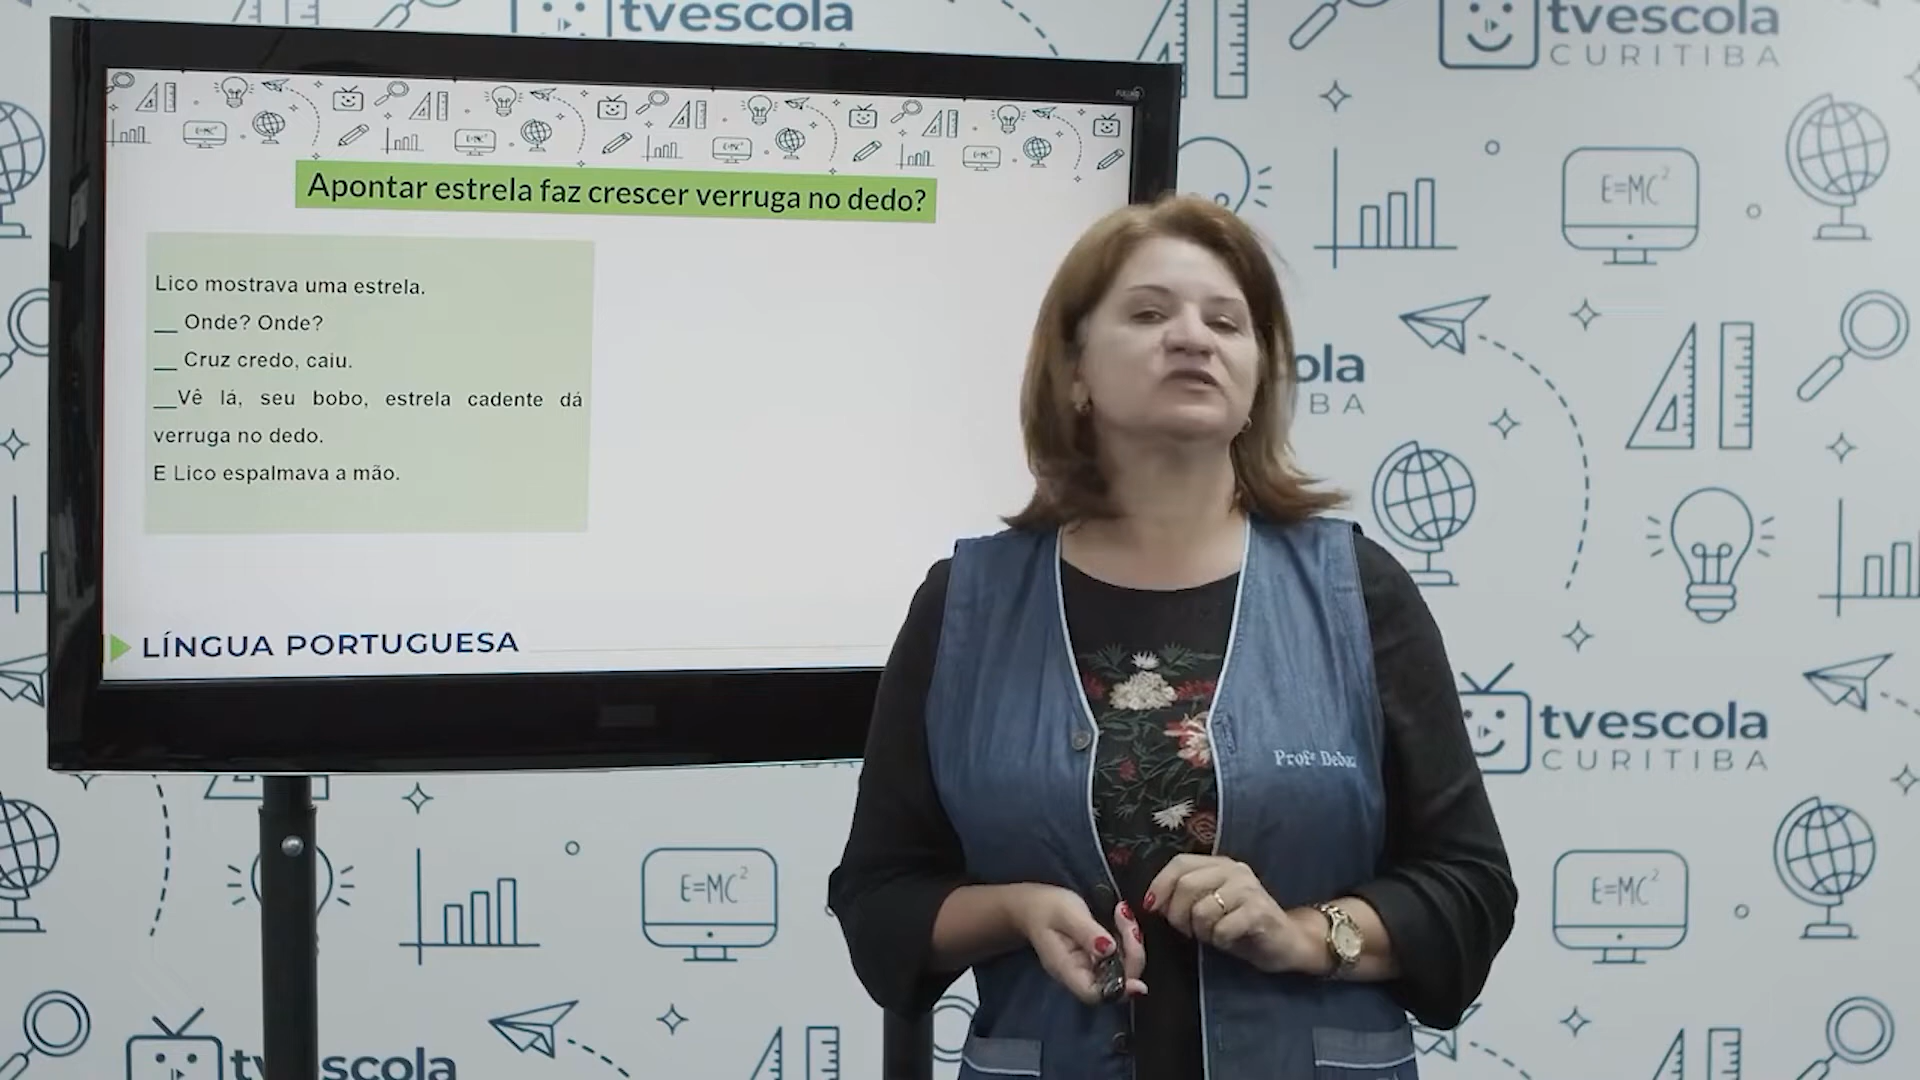 tvescola
tvescola
CURITIBA
Apontar estrela faz crescer verruga no dedo?
Lico mostrava uma estrela.
__ Onde? Onde?
__ Cruz credo, caiu.
__Vê lá, seu bobo, estrela cadente dá
verruga no dedo.
E Lico espalmava a mão.
LÍNGUA PORTUGUESA
E=MC²
ola
BA
tvescola
CURITIBA
Profª
E=MC²
E=MC²